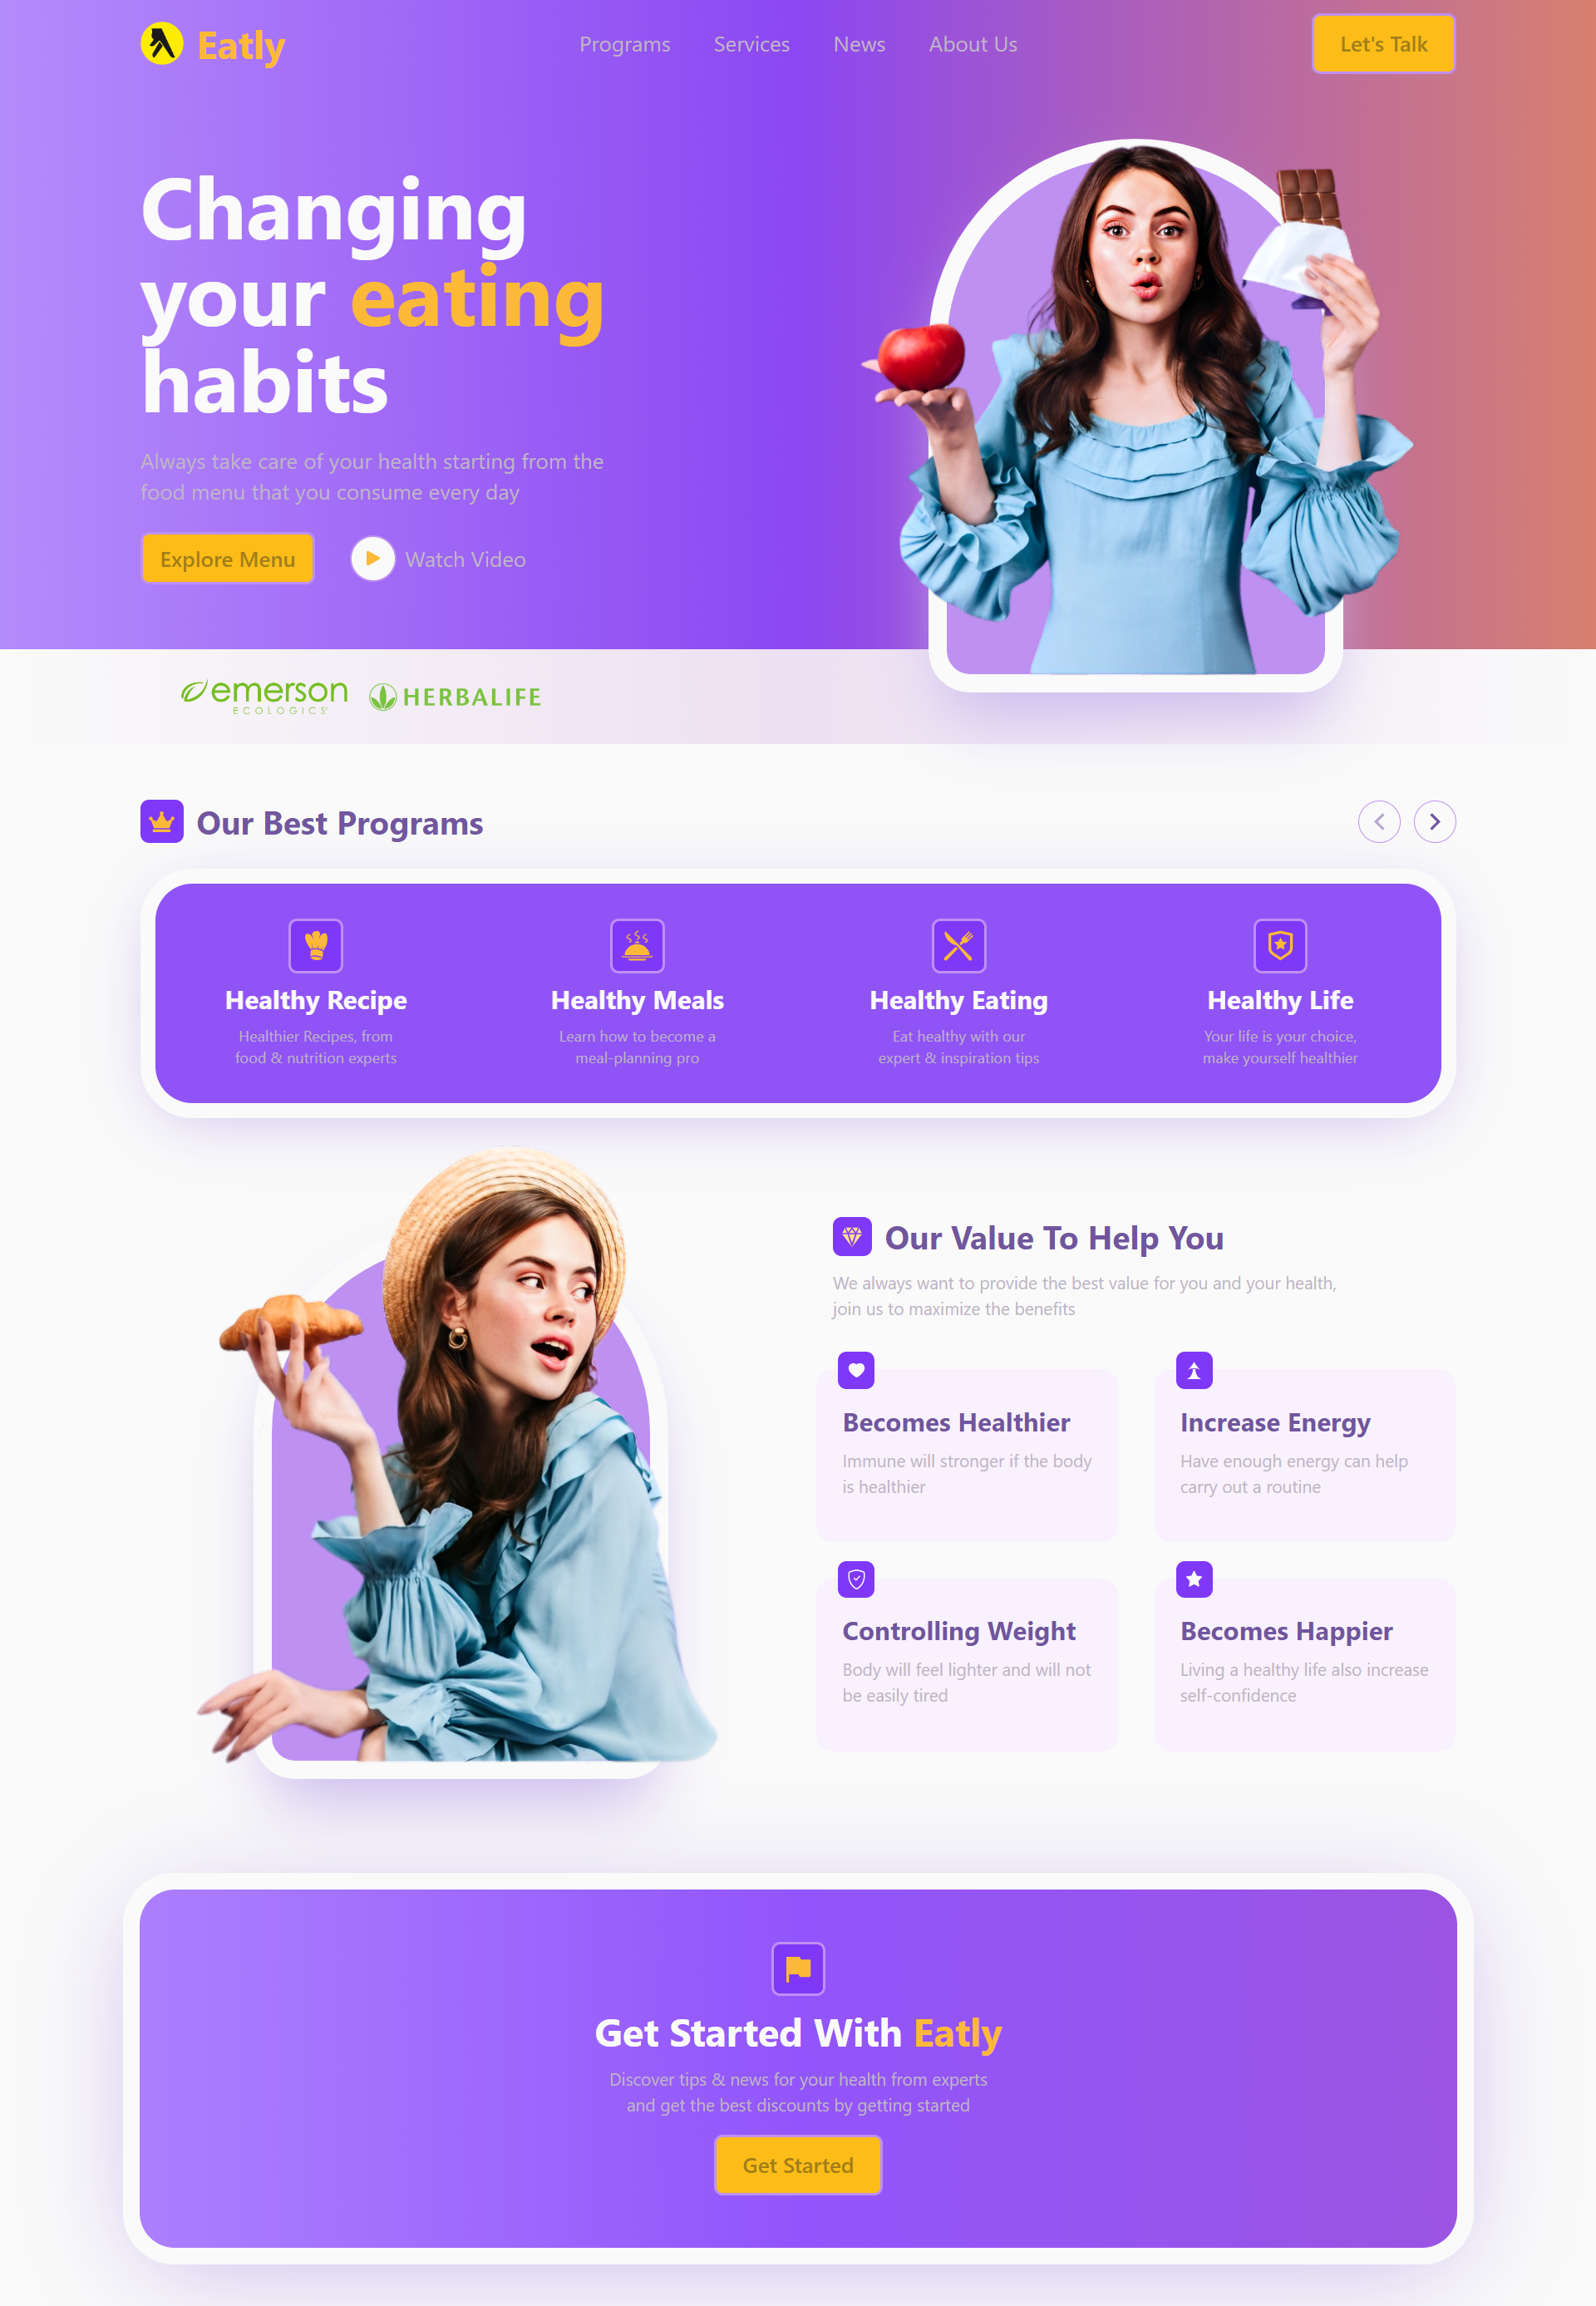 Eatly
Programs Services News About Us
Let's Talk
Changing
your eating
habits
Always take care of your health starting from the
food menu that you consume every day
Explore Menu
Watch Video
emerson
ECOLOGICS
HERBALIFE
Our Best Programs
Healthy Recipe
Healthier Recipes, from
food & nutrition experts
Healthy Meals
Learn how to become a
meal-planning pro
Healthy Eating
Eat healthy with our
expert & inspiration tips
Healthy Life
Your life is your choice,
make yourself healthier
Our Value To Help You
We always want to provide the best value for you and your health,
join us to maximize the benefits
Becomes Healthier
Immune will stronger if the body
is healthier
Increase Energy
Have enough energy can help
carry out a routine
Controlling Weight
Body will feel lighter and will not
be easily tired
Becomes Happier
Living a healthy life also increase
self-confidence
Get Started With Eatly
Discover tips & news for your health from experts
and get the best discounts by getting started
Get Started